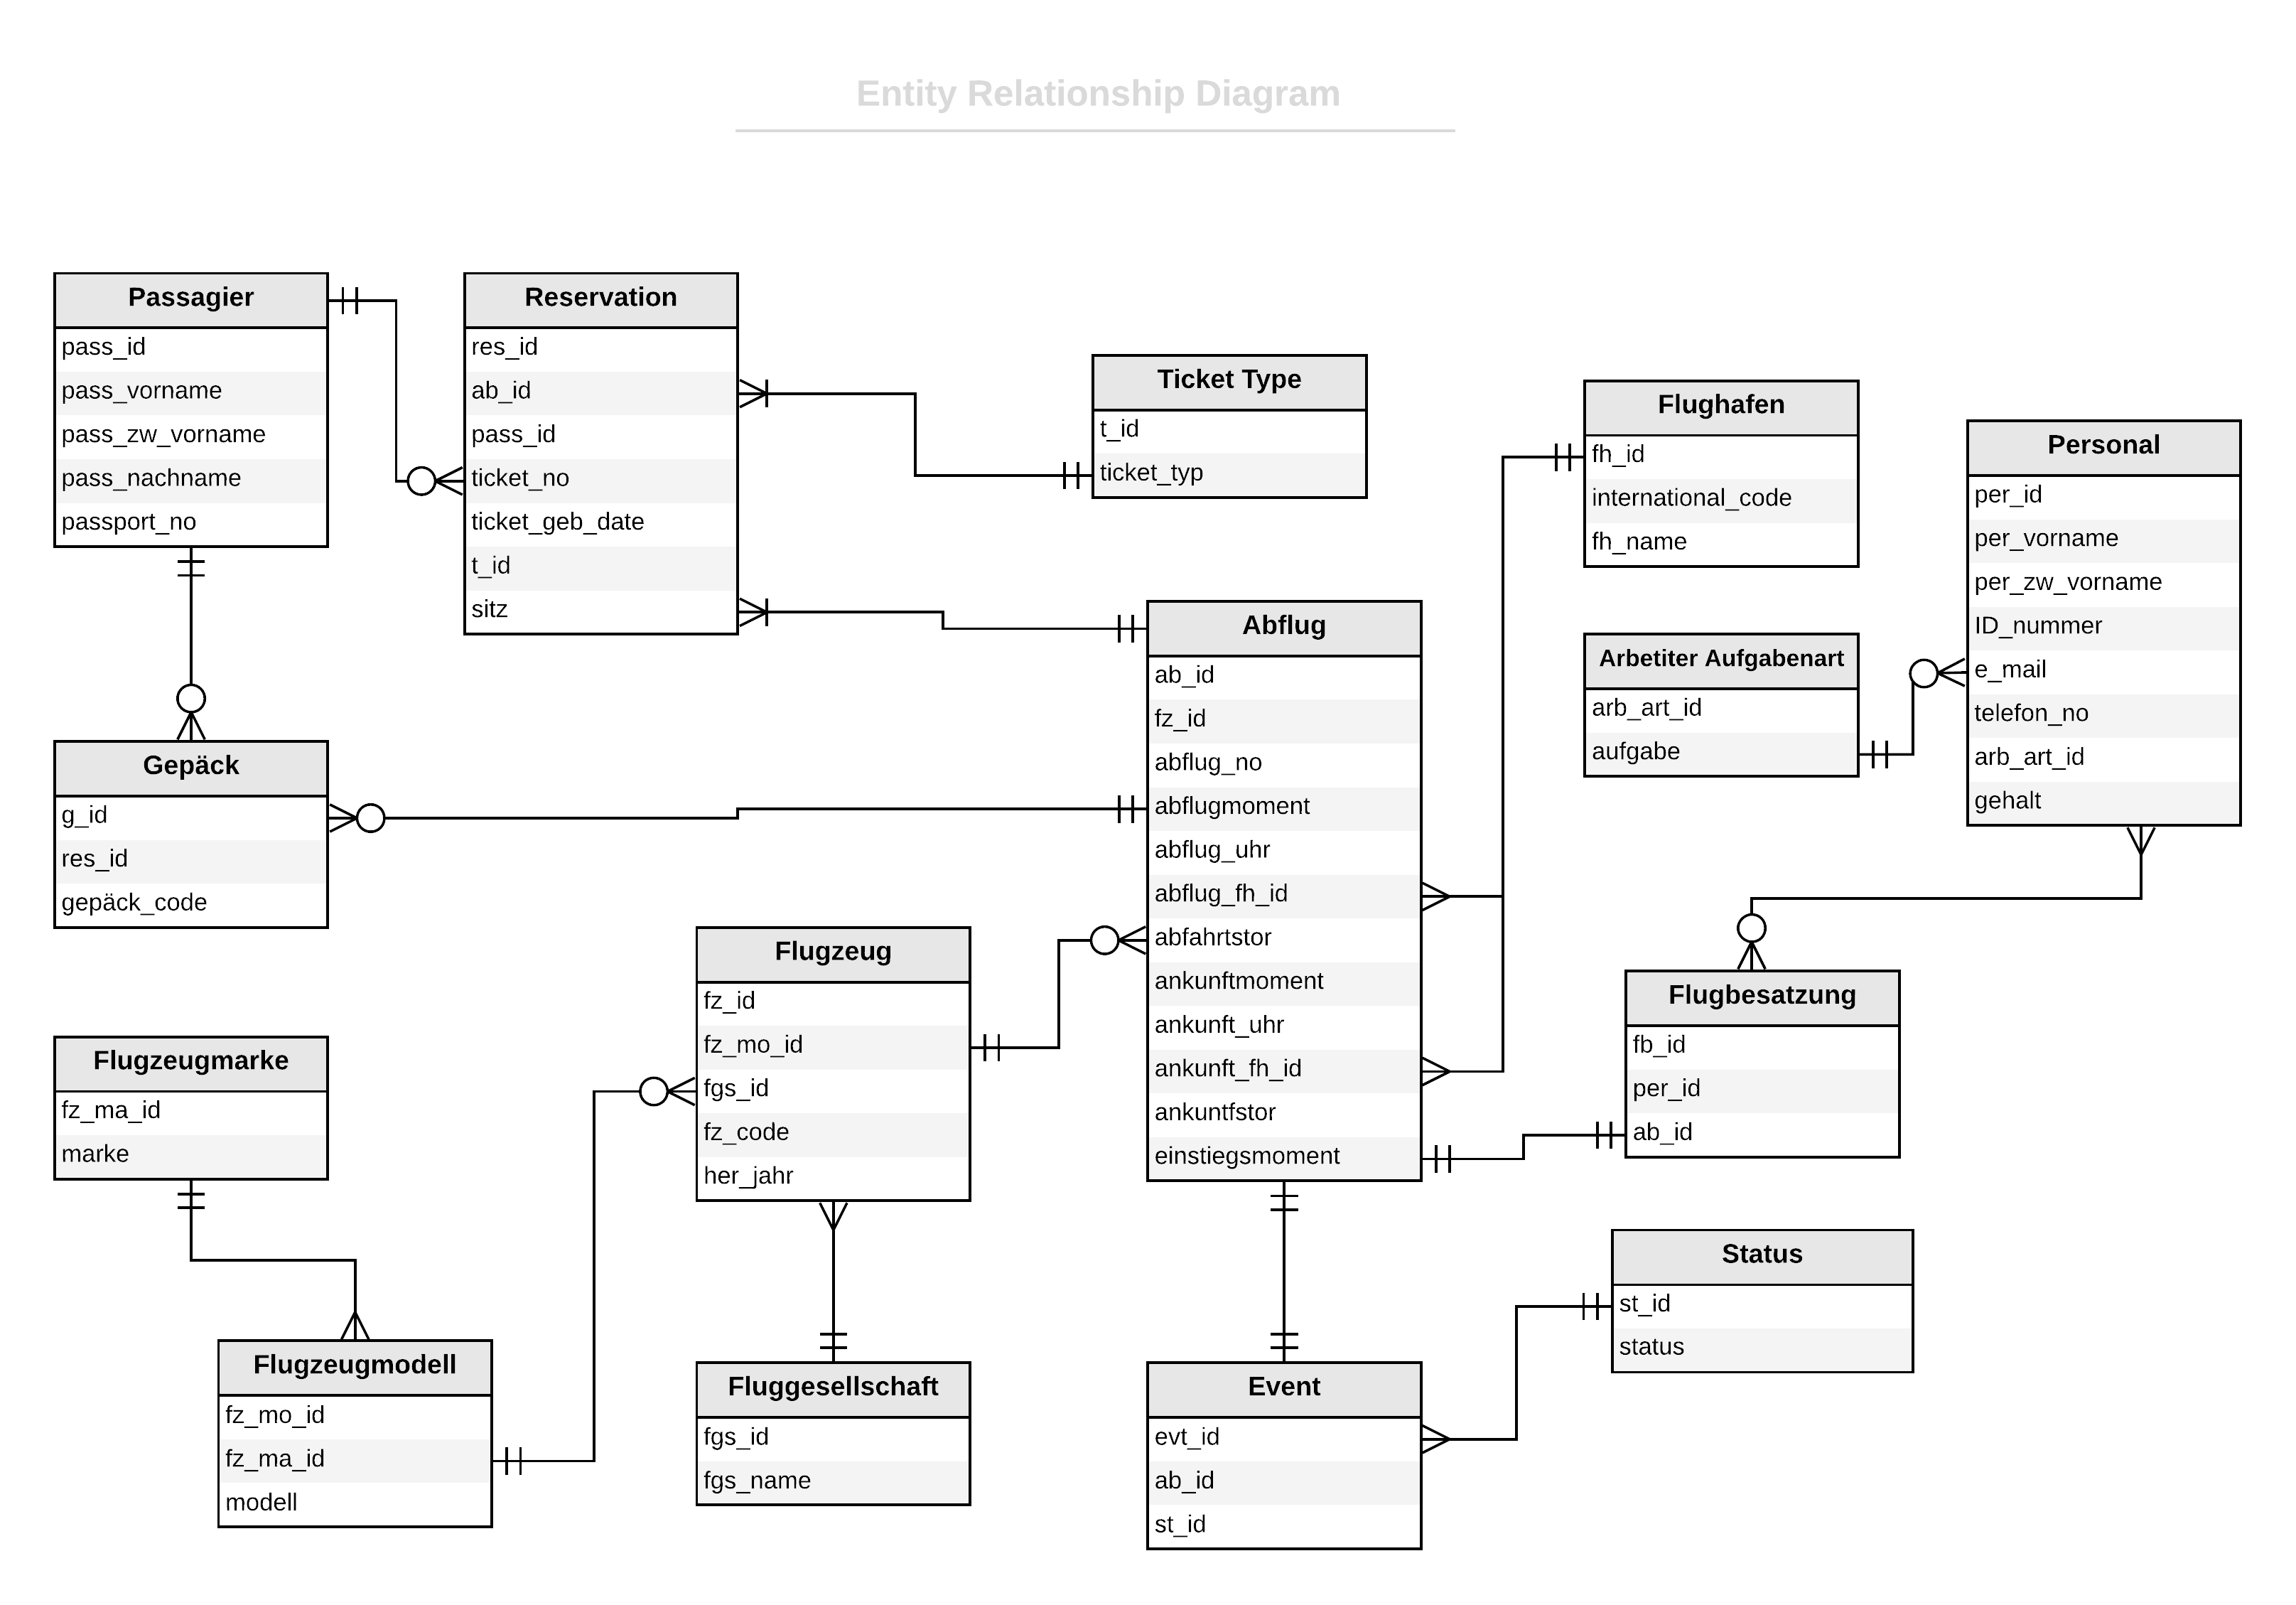 Entity Relationship Diagram
Passagier
pass_id
pass_vorname
pass_zw_vorname
pass_nachname
passport_no
Reservation
res_id
ab_id
pass_id
ticket_no
ticket_geb_date
t_id
sitz
Ticket Type
t_id
ticket_typ
Flughafen
fh_id
international_code
fh_name
Personal
per_id
per_vorname
per_zw_vorname
ID_nummer
e_mail
telefon_no
arb_art_id
gehalt
Arbetiter Aufgabenart
arb_art_id
aufgabe
Abflug
ab_id
fz_id
abflug_no
abflugmoment
abflug_uhr
abflug_fh_id
abfahrtstor
ankunftmoment
ankunft_uhr
ankunft_fh_id
ankuntfstor
einstiegsmoment
Gepäck
g_id
res_id
gepäck_code
Flugzeug
fz_id
fz_mo_id
fgs_id
fz_code
her_jahr
Flugbesatzung
fb_id
per_id
ab_id
Flugzeugmarke
fz_ma_id
marke
Flugzeugmodell
fz_mo_id
fz_ma_id
modell
Fluggesellschaft
fgs_id
fgs_name
Event
evt_id
ab_id
st_id
Status
st_id
status